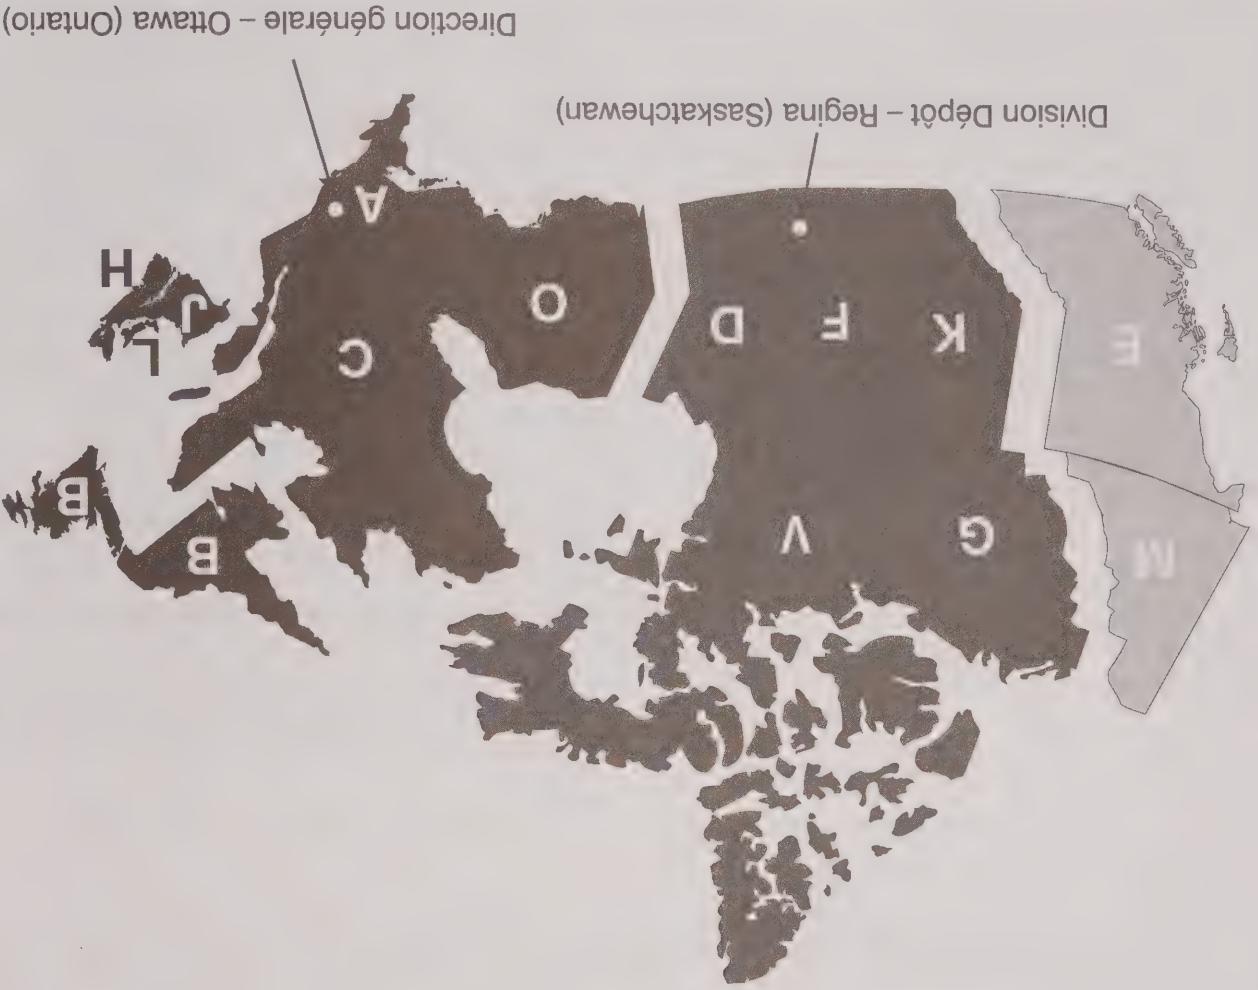 M
G
V
B
B
E
K
F
D
O
C
L
J
H
A
Division Dépôt – Regina (Saskatchewan)
Direction générale – Ottawa (Ontario)